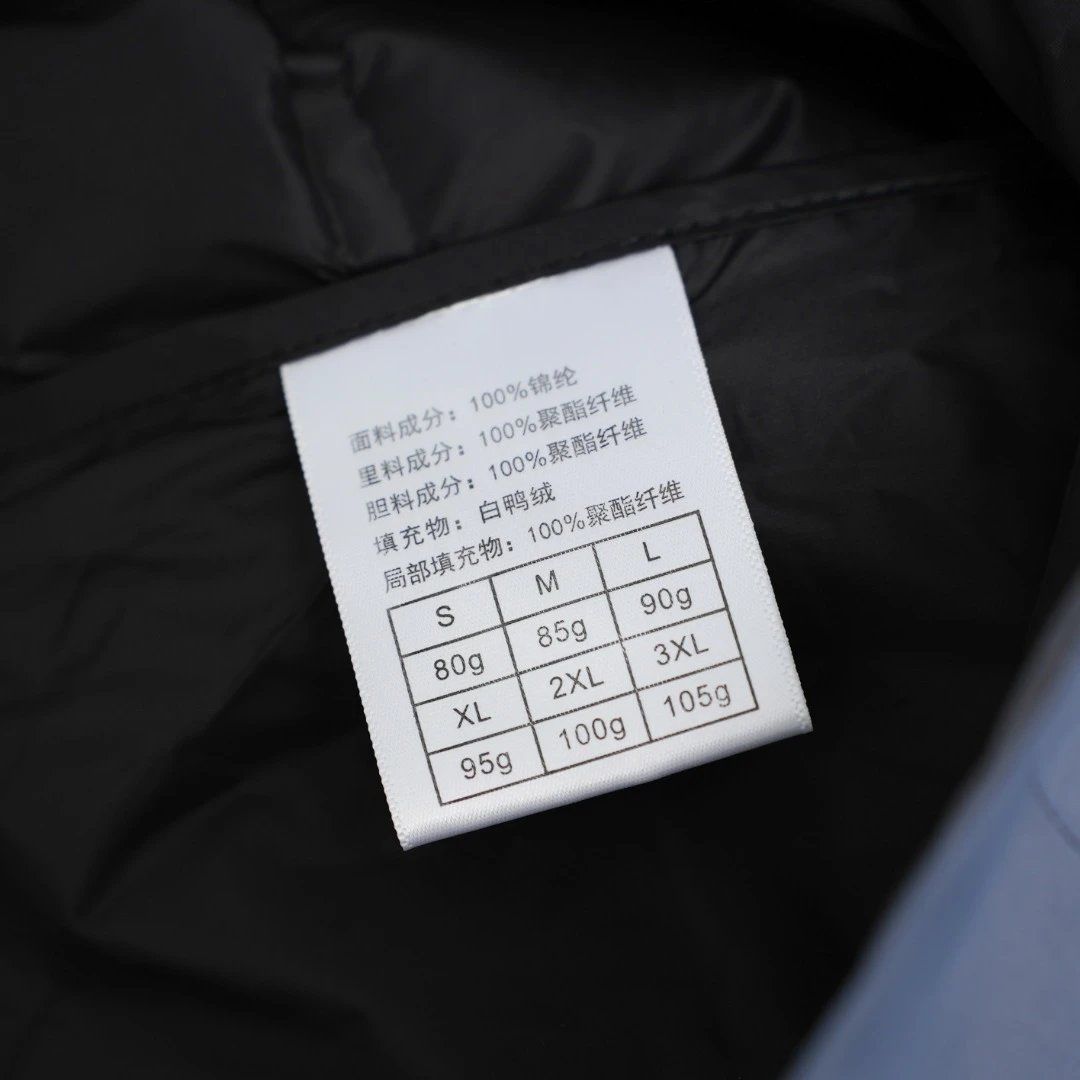 面料成分：100%锦纶
里料成分：100%聚酯纤维
胆料成分：100%聚酯纤维
填充物：白鸭绒
局部填充物：100%聚酯纤维
S M L
80g 85g 90g
XL 2XL 3XL
95g 100g 105g